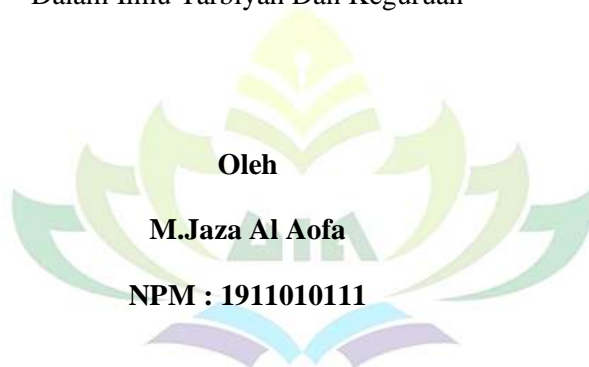 Dalam Ilmu Tarbiyah Dan Keguruan
Oleh
M.Jaza Al Aofa
NPM : 1911010111